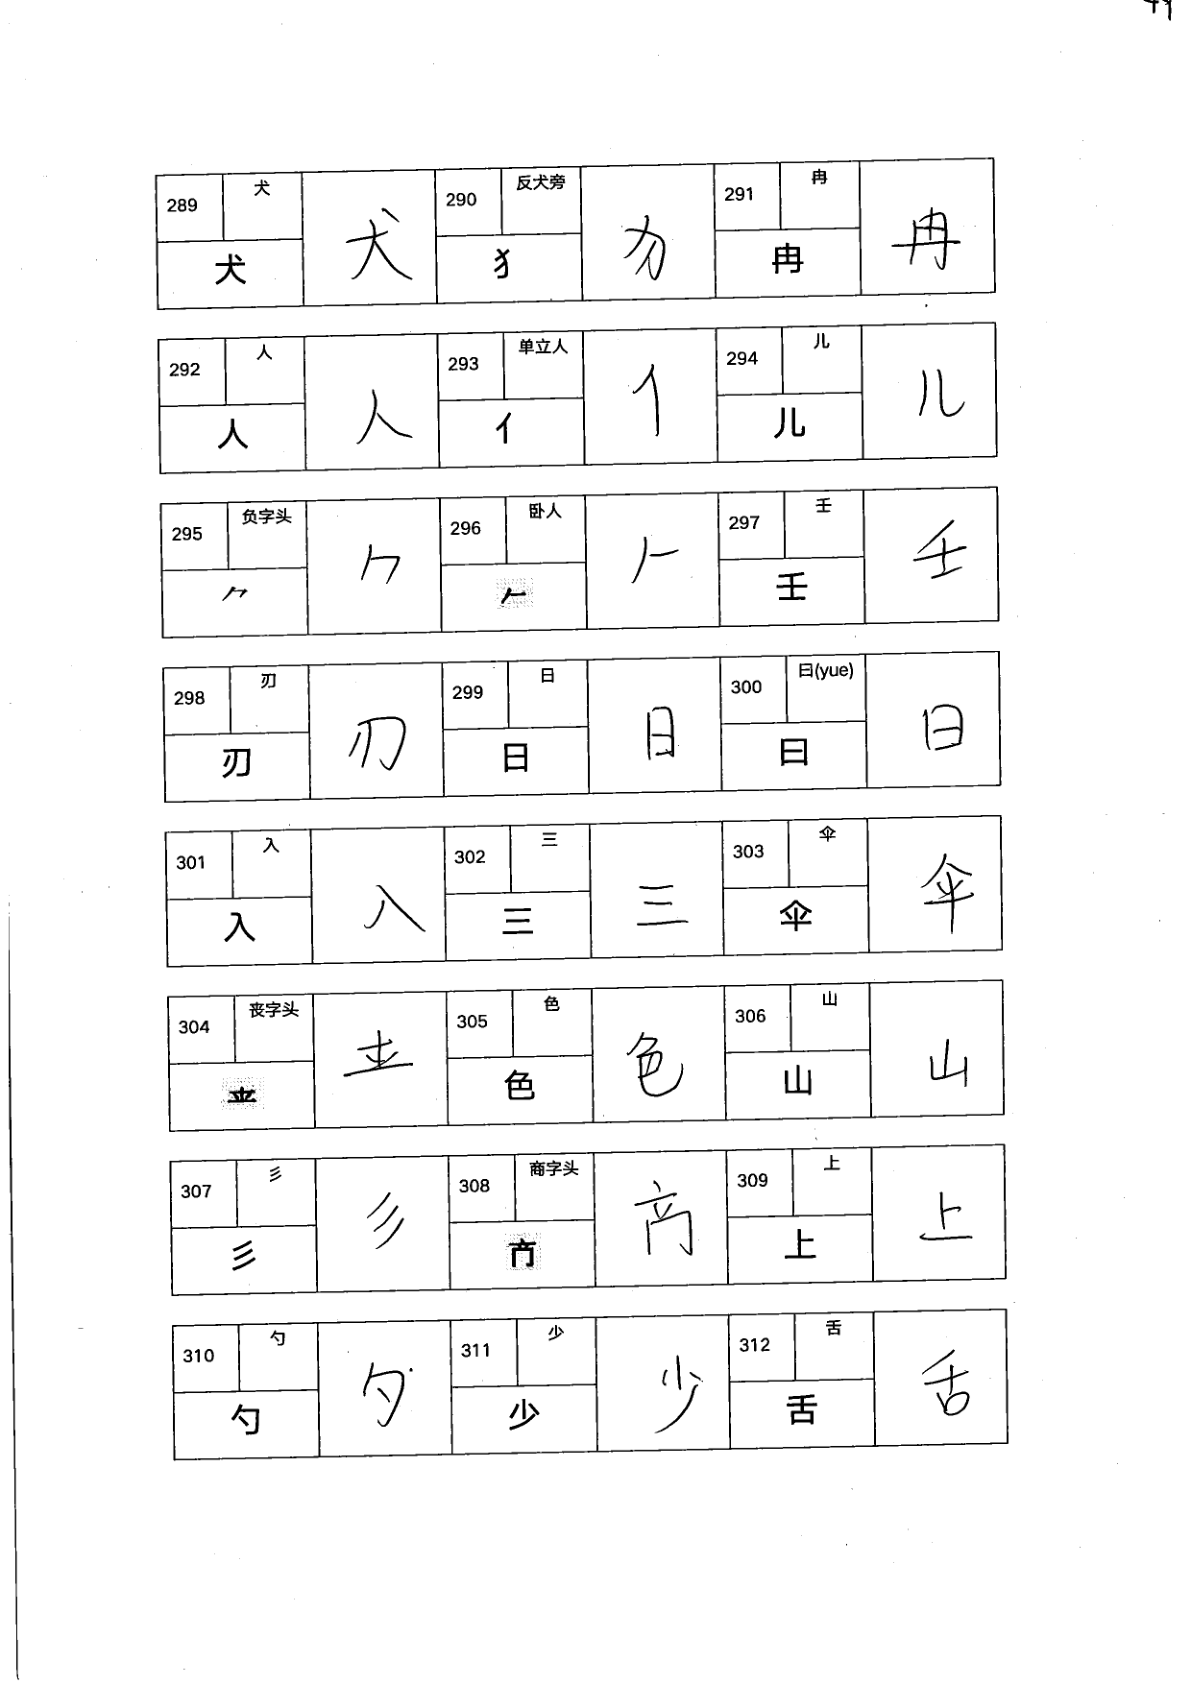 289 犬 犬 290 反犬旁 犭 291 冉 冉
犬 犭 冉
292 人 人 293 单立人 亻 294 儿 儿
人 亻 儿
295 负字头 ⺈ 296 卧人 𠂉 297 壬 壬
⺈ 𠂉 壬
298 刃 刃 299 日 日 300 曰(yue) 曰
刃 日 曰
301 入 入 302 三 三 303 伞 伞
入 三 伞
304 丧字头 305 色 色 306 山 山
色 山
307 彡 彡 308 商字头 309 上 上
彡 上
310 勺 勺 311 少 少 312 舌 舌
勺 少 舌